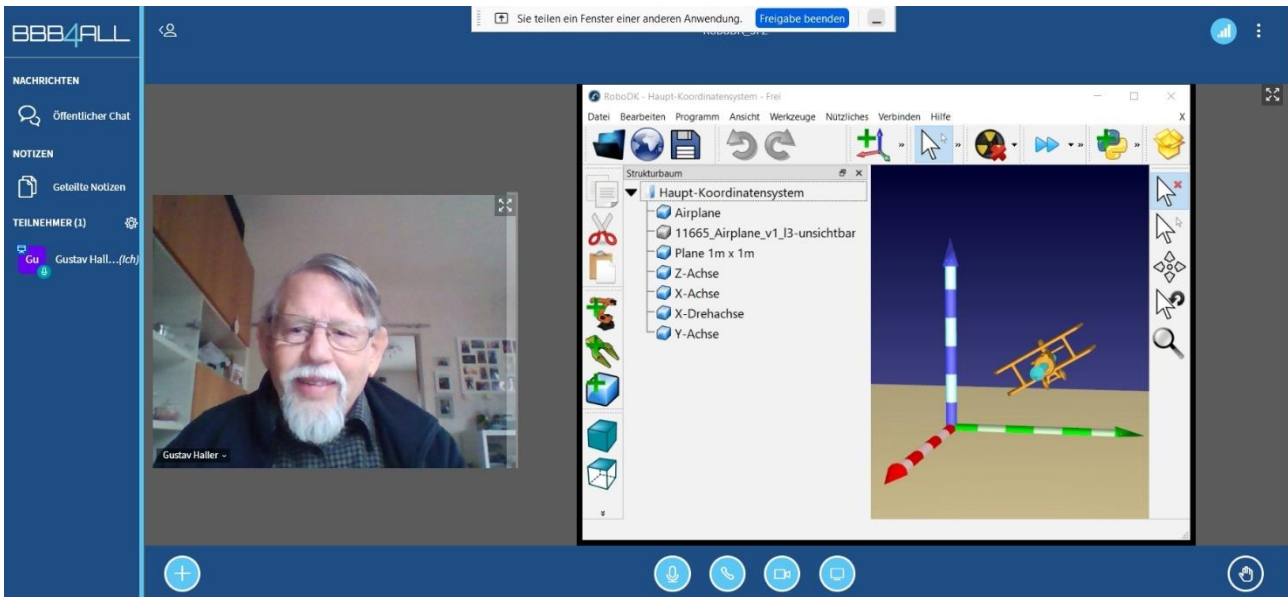 Sie teilen ein Fenster einer anderen Anwendung.
Freigabe beenden
BBB4ALL
NACHRICHTEN
Öffentlicher Chat
NOTIZEN
Geteilte Notizen
TEILNEHMER (1)
Gu
Gustav Hall...(Ich)
Gustav Haller
RoboDK - Haupt-Koordinatensystem - Frei
Datei Bearbeiten Programm Ansicht Werkzeuge Nützliches Verbinden Hilfe X
Strukturbaum
Haupt-Koordinatensystem
Airplane
11665_Airplane_v1_l3-unsichtbar
Plane 1m x 1m
Z-Achse
X-Achse
X-Drehachse
Y-Achse